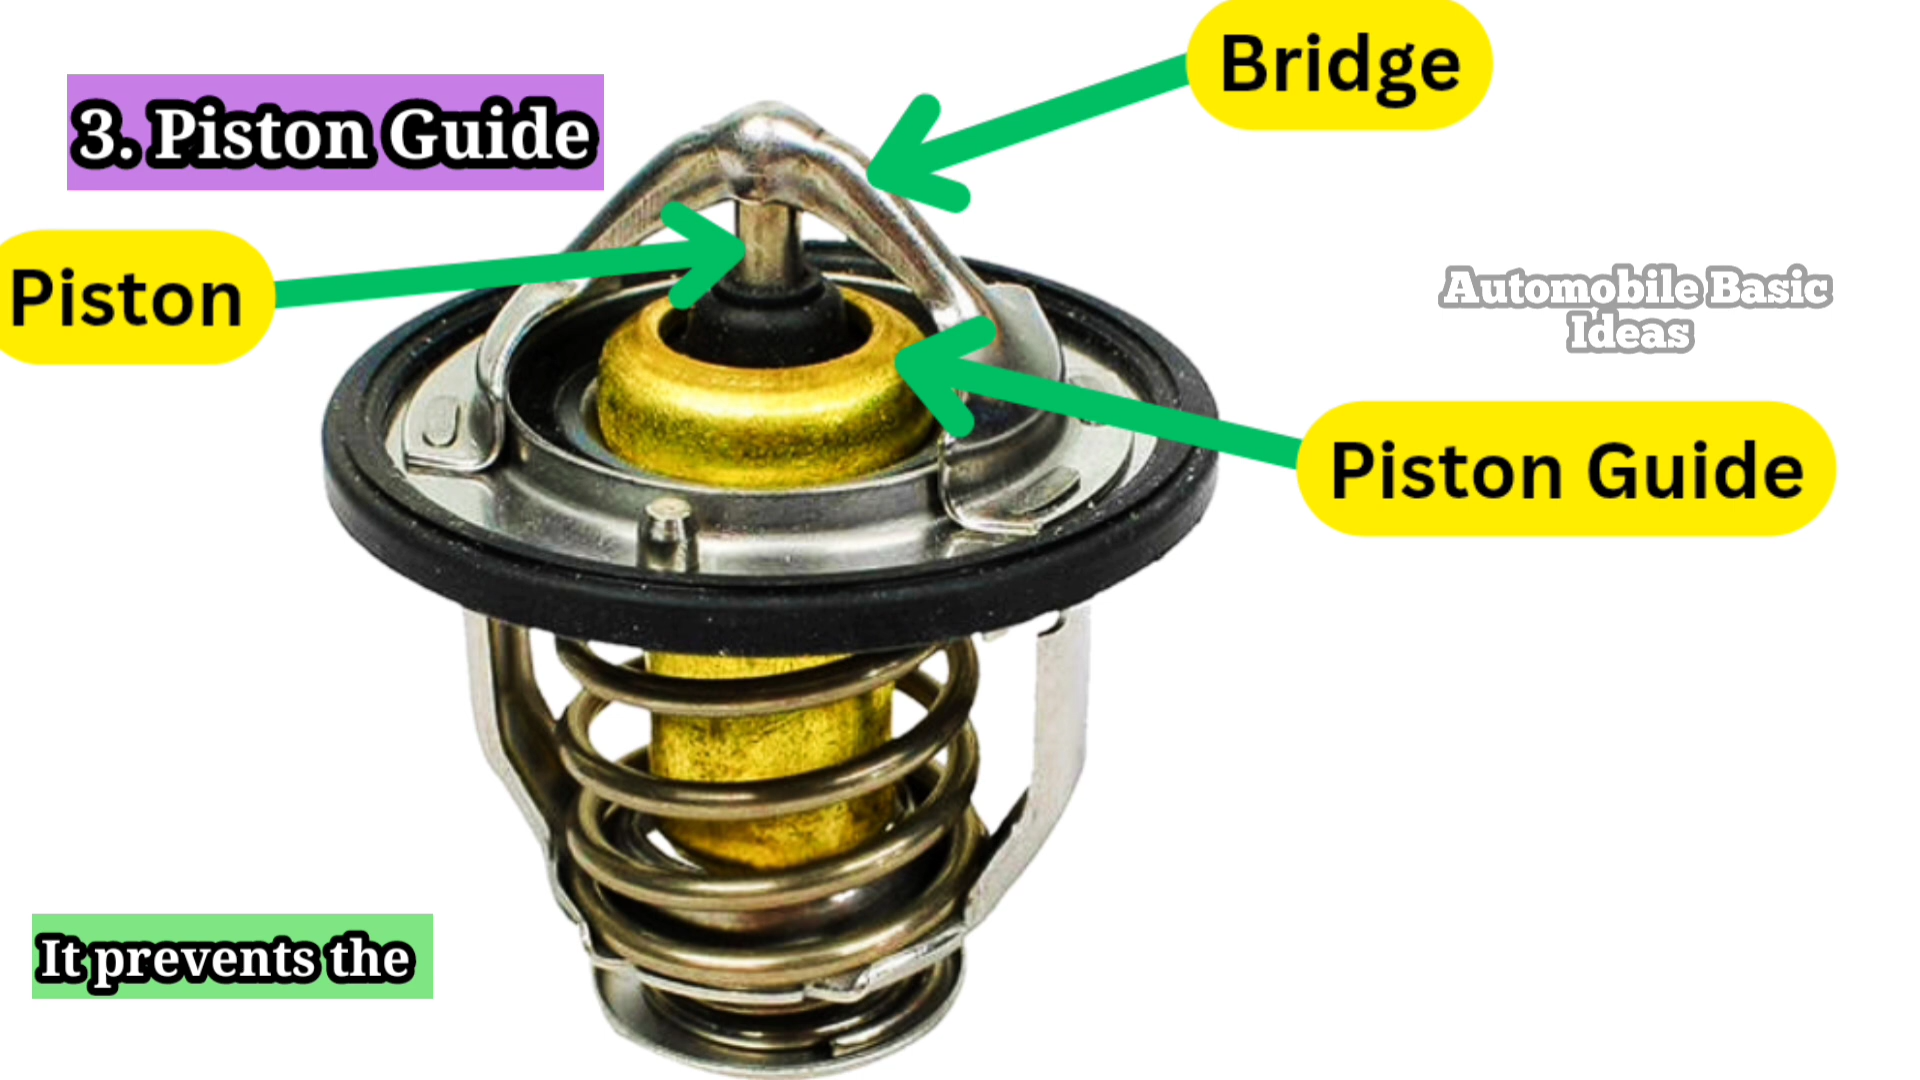 Bridge
3. Piston Guide
Piston
Automobile Basic
Ideas
Piston Guide
It prevents the